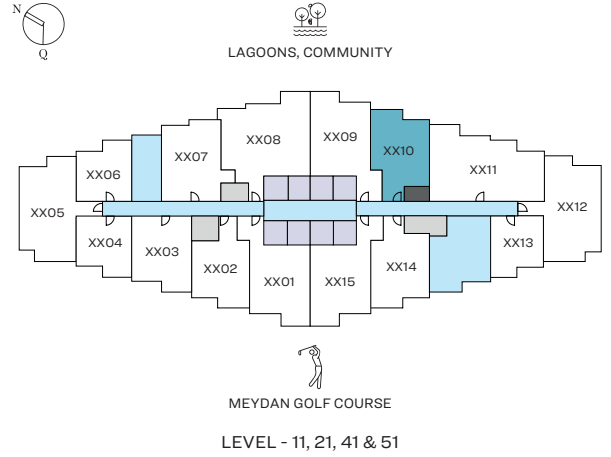 N
Q
LAGOONS, COMMUNITY
XX08
XX09
XX10
XX07
XX11
XX06
XX05
XX12
XX04
XX03
XX13
XX02
XX14
XX01
XX15
MEYDAN GOLF COURSE
LEVEL - 11, 21, 41 & 51